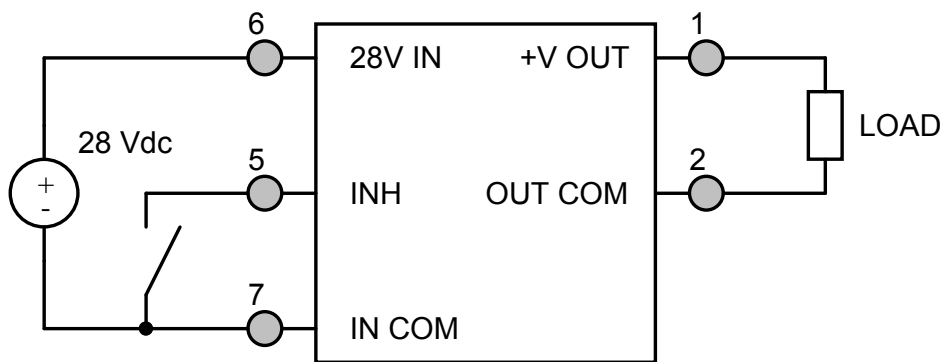 6
1
28V IN
+V OUT
28 Vdc
LOAD
+
-
5
2
INH
OUT COM
7
IN COM